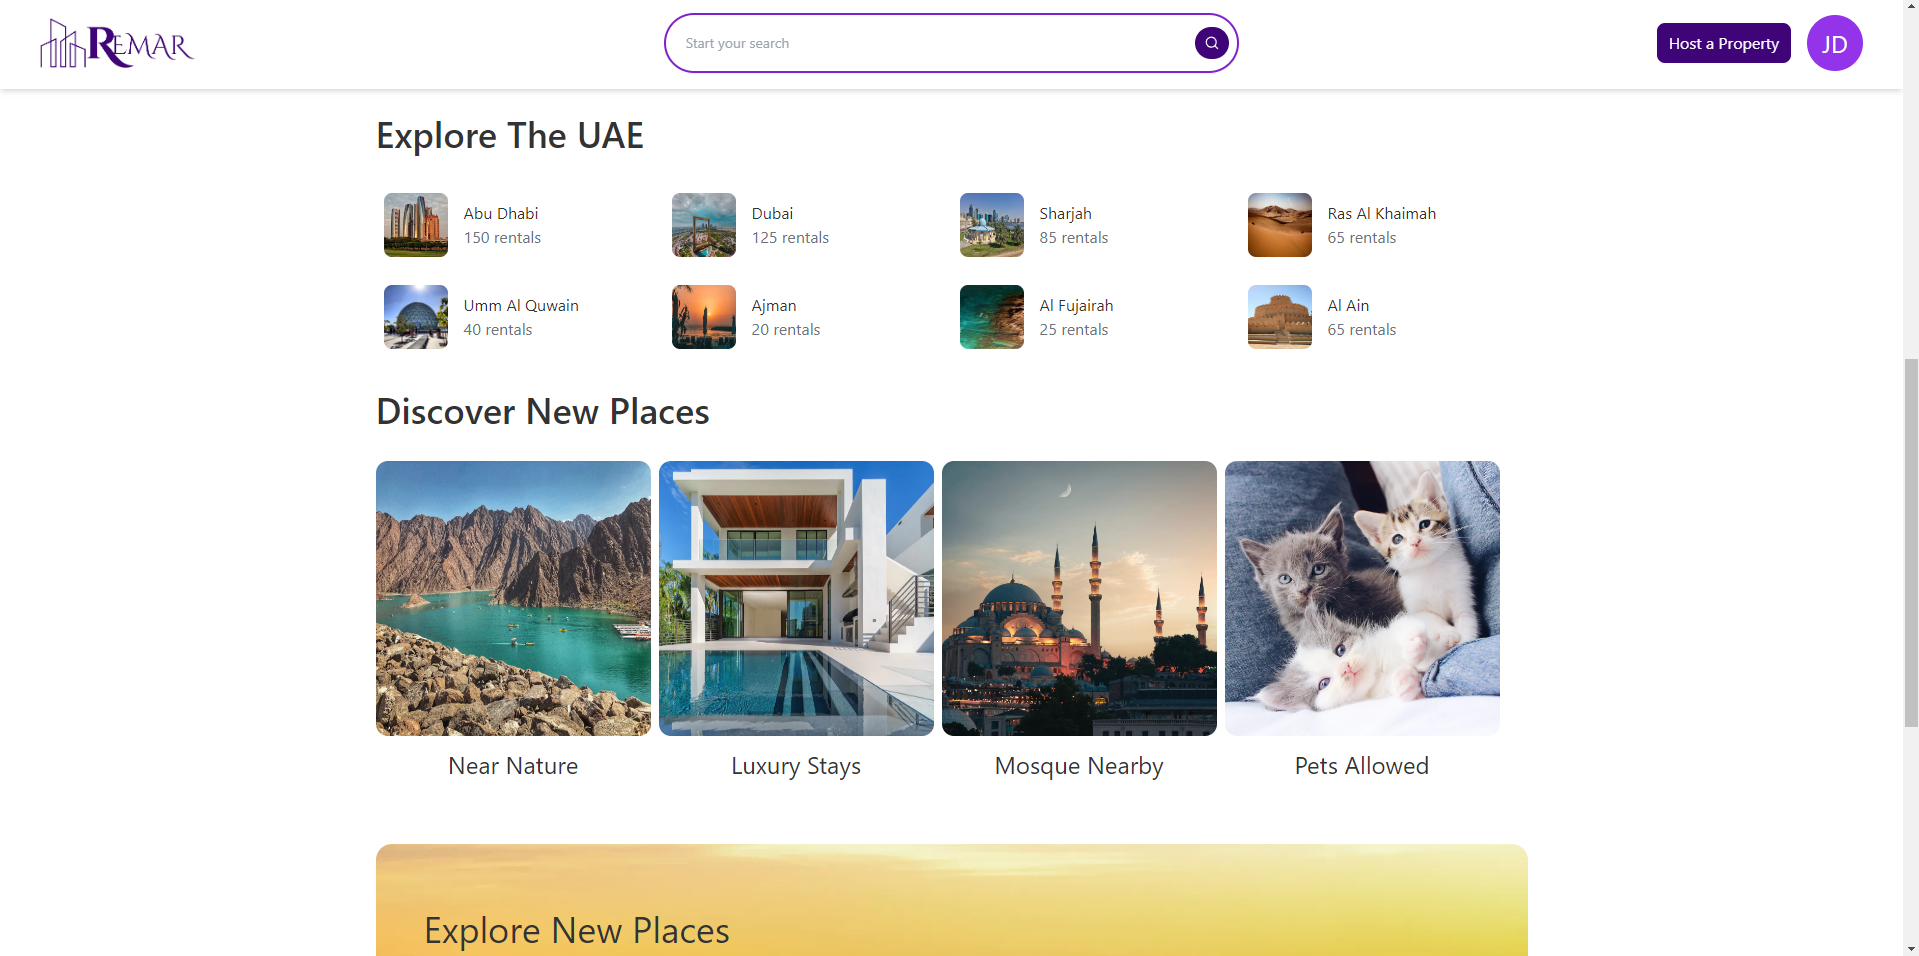 REMAR
Start your search
Host a Property
JD
Explore The UAE
Abu Dhabi
150 rentals
Dubai
125 rentals
Sharjah
85 rentals
Ras Al Khaimah
65 rentals
Umm Al Quwain
40 rentals
Ajman
20 rentals
Al Fujairah
25 rentals
Al Ain
65 rentals
Discover New Places
Near Nature
Luxury Stays
Mosque Nearby
Pets Allowed
Explore New Places